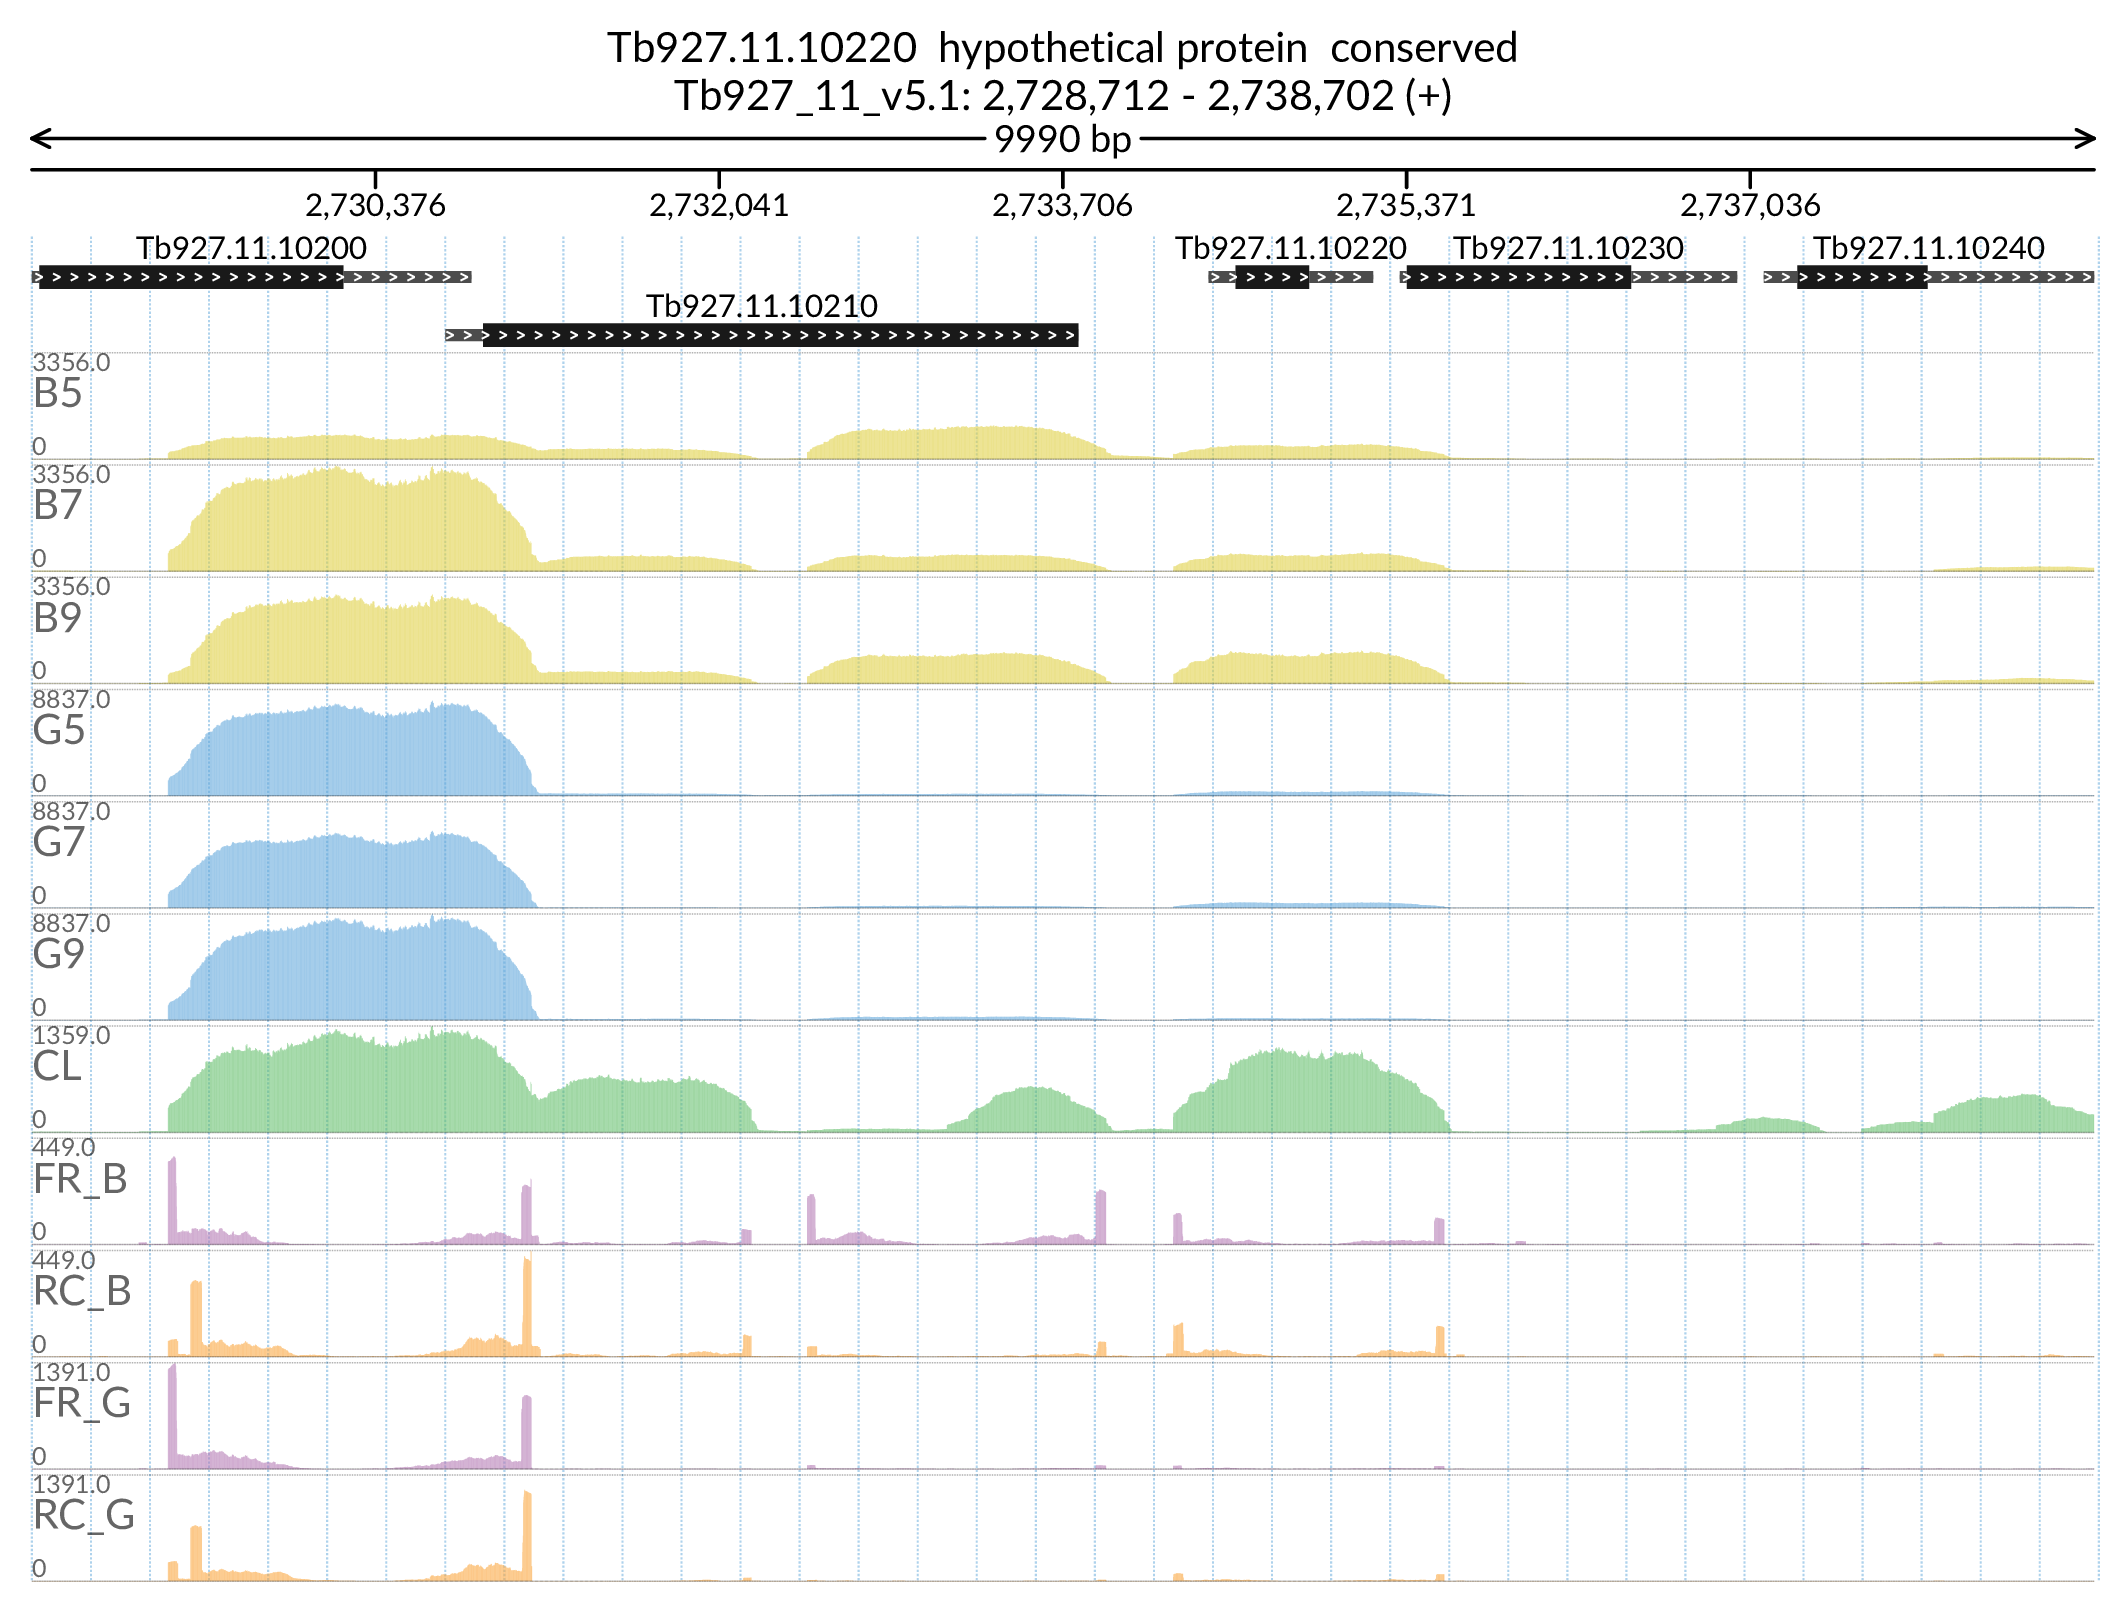 Tb927.11.10220 hypothetical protein conserved
Tb927_11_v5.1: 2,728,712 - 2,738,702 (+)
9990 bp
2,730,376 2,732,041 2,733,706 2,735,371 2,737,036
Tb927.11.10200 Tb927.11.10220 Tb927.11.10230 Tb927.11.10240
Tb927.11.10210
3356.0
B5
0
3356.0
B7
0
3356.0
B9
0
8837.0
G5
0
8837.0
G7
0
8837.0
G9
0
1359.0
CL
0
449.0
FR_B
0
449.0
RC_B
0
1391.0
FR_G
0
1391.0
RC_G
0